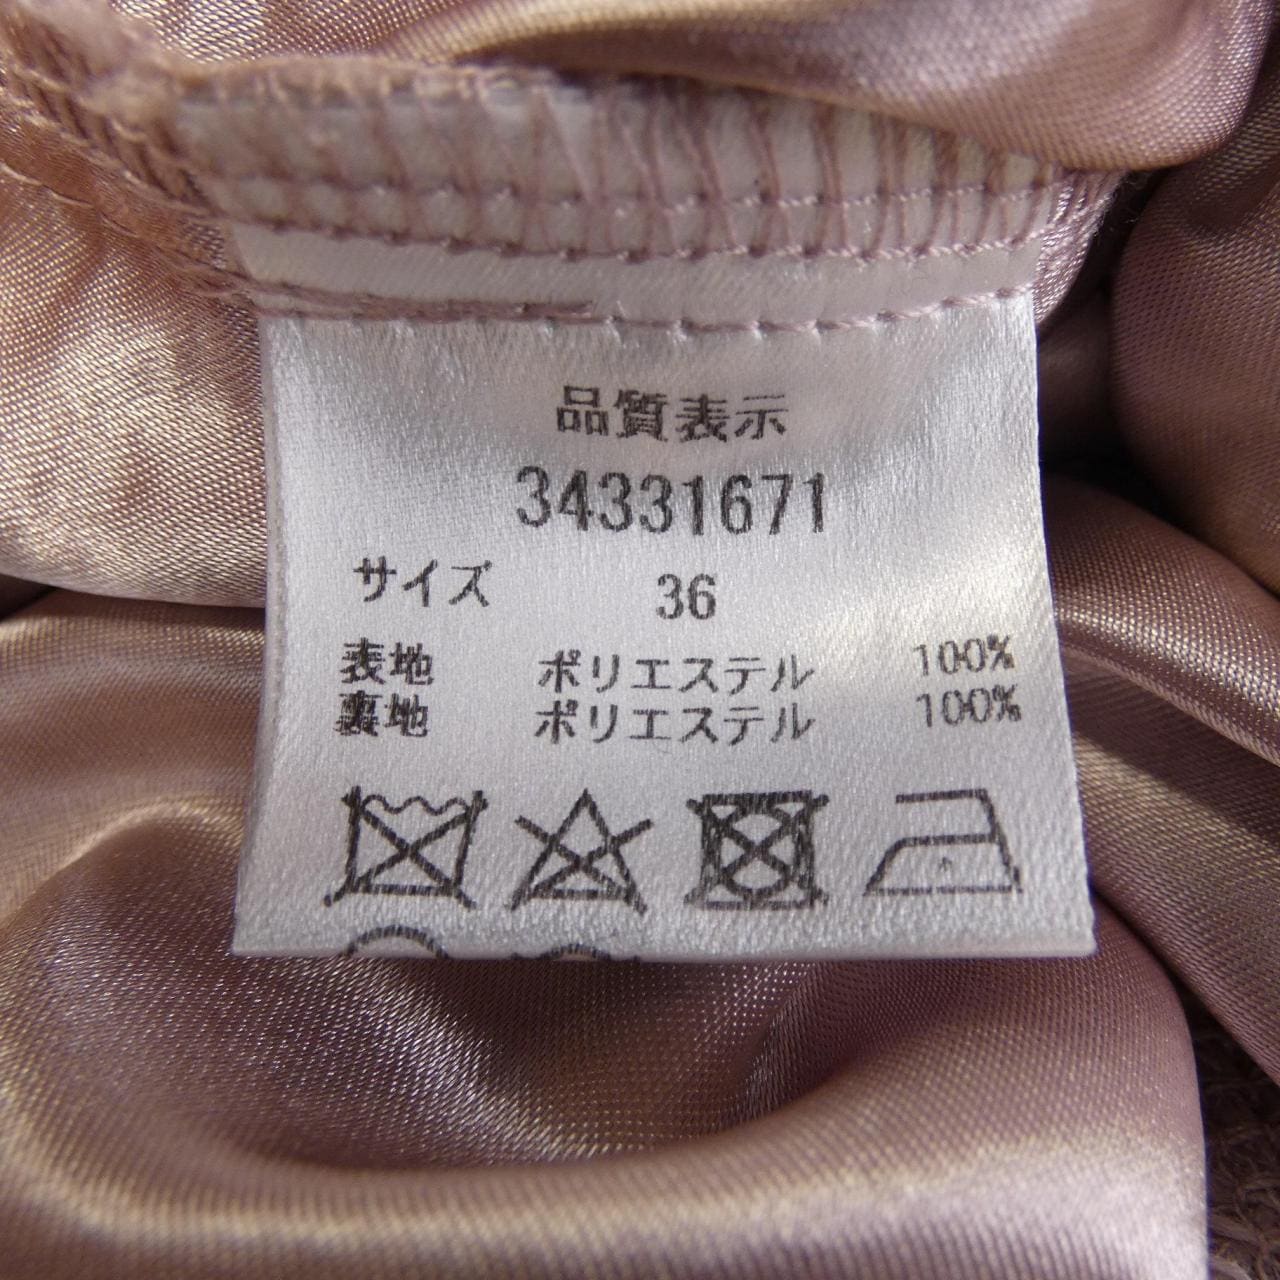 品質表示
34331671
サイズ 36
表地 ポリエステル 100%
裏地 ポリエステル 100%